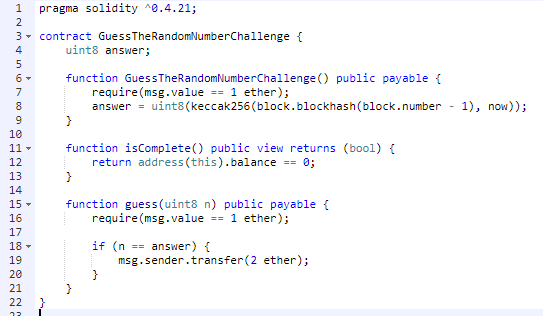 1 pragma solidity ^0.4.21;
2
3 contract GuessTheRandomNumberChallenge {
4 uint8 answer;
5
6 function GuessTheRandomNumberChallenge() public payable {
7 require(msg.value == 1 ether);
8 answer = uint8(keccak256(block.blockhash(block.number - 1), now));
9 }
10
11 function isComplete() public view returns (bool) {
12 return address(this).balance == 0;
13 }
14
15 function guess(uint8 n) public payable {
16 require(msg.value == 1 ether);
17
18 if (n == answer) {
19 msg.sender.transfer(2 ether);
20 }
21 }
22 }
23